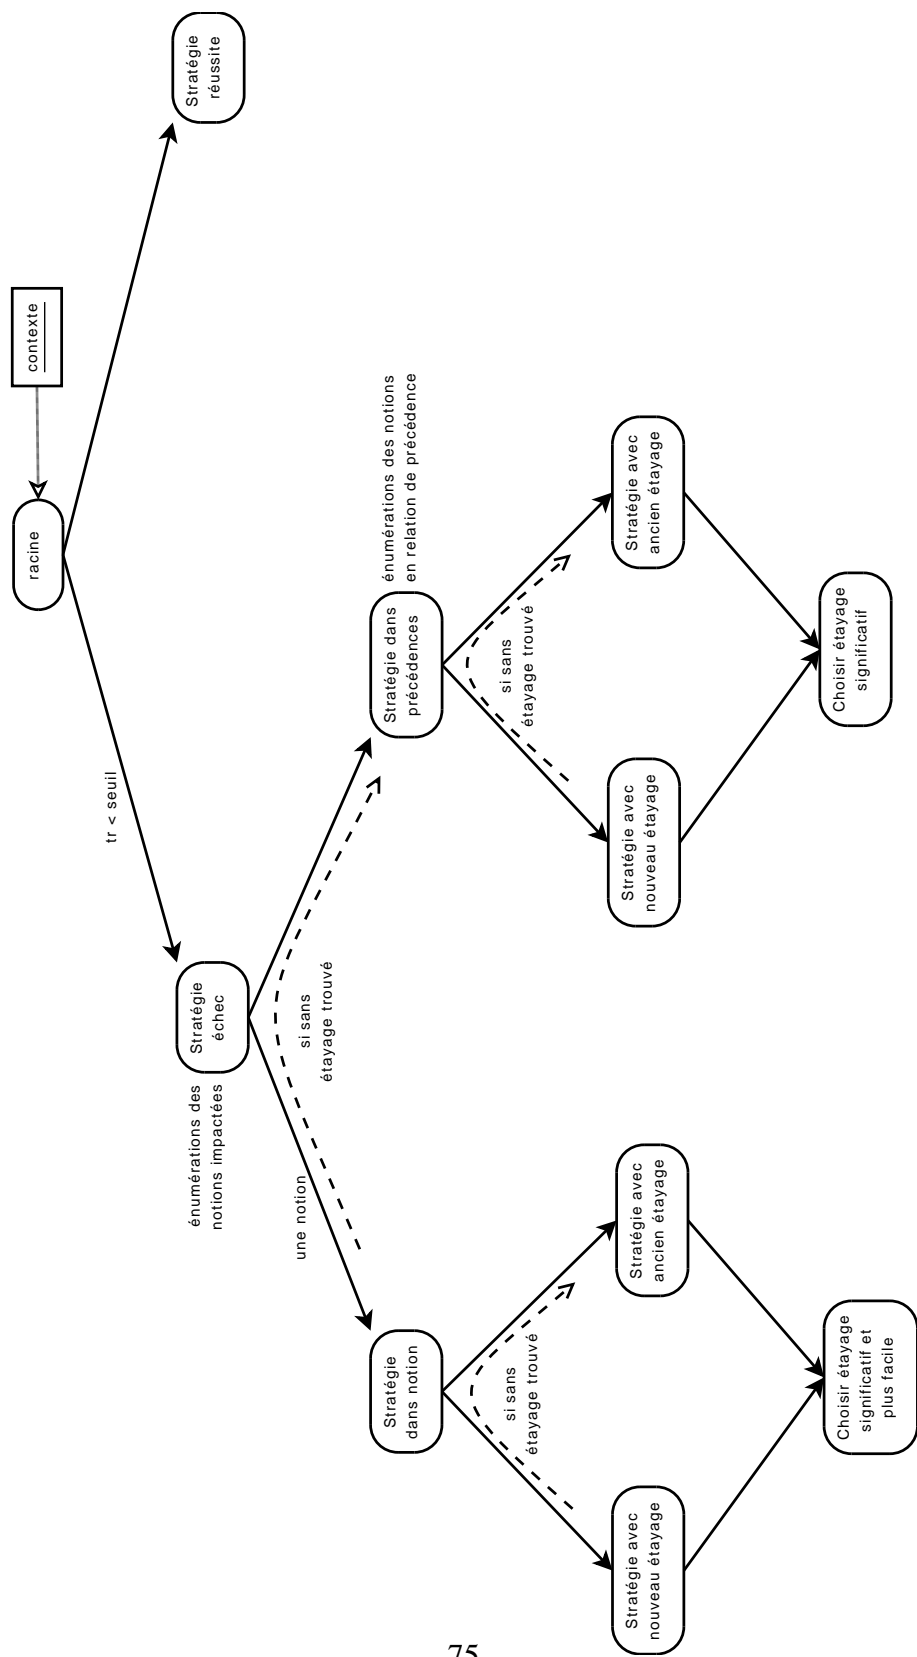 contexte
racine
Stratégie
réussite
tr < seuil
Stratégie
échec
énumérations des
notions impactées
une notion
si sans
étayage trouvé
Stratégie dans
précédences
énumérations des notions
en relation de précédence
Stratégie
dans notion
si sans
étayage trouvé
si sans
étayage trouvé
Stratégie avec
nouveau étayage
Stratégie avec
ancien étayage
Stratégie avec
nouveau étayage
Stratégie avec
ancien étayage
Choisir étayage
significatif et
plus facile
Choisir étayage
significatif
75